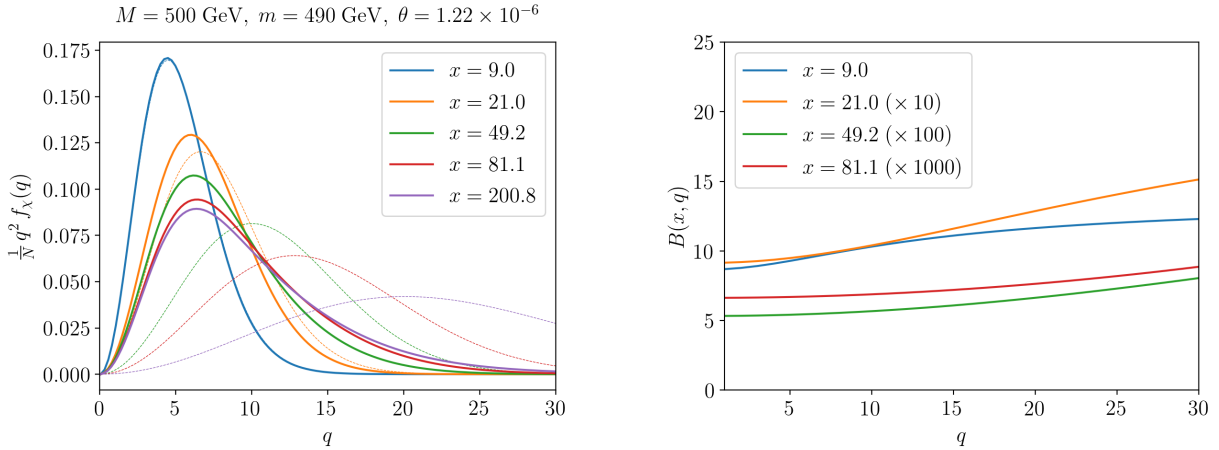 M = 500 GeV, m = 490 GeV, θ = 1.22 × 10⁻⁶
0.175
0.150
0.125
0.100
0.075
0.050
0.025
0.000
1/N q² f_χ(q)
x = 9.0
x = 21.0
x = 49.2
x = 81.1
x = 200.8
0 5 10 15 20 25 30
q
25
20
15
10
5
0
B(x, q)
x = 9.0
x = 21.0 (× 10)
x = 49.2 (× 100)
x = 81.1 (× 1000)
5 10 15 20 25 30
q